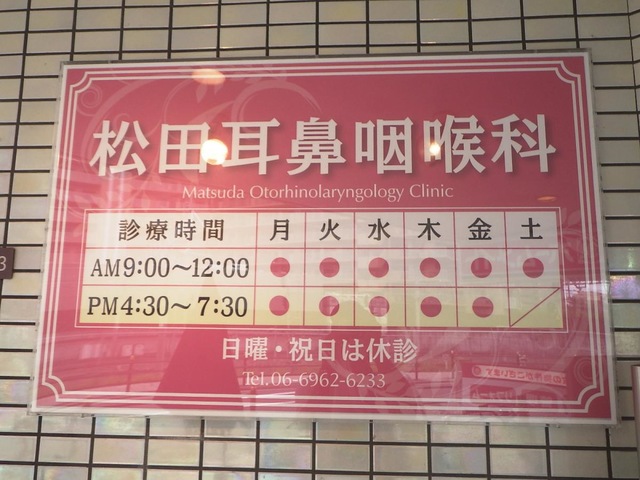 松田耳鼻咽喉科
Matsuda Otorhinolaryngology Clinic
診療時間 月 火 水 木 金 土
AM9:00～12:00 ● ● ● ● ● ●
PM4:30～7:30 ● ● ● ● ● ／
日曜・祝日は休診
Tel.06-6962-6233
3